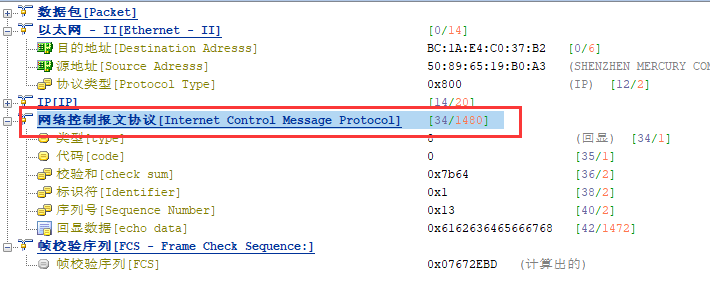 数据包[Packet]
以太网 - II[Ethernet - II] [0/14]
目的地址[Destination Adresss] BC:1A:E4:C0:37:B2 [0/6]
源地址[Source Adresss] 50:89:65:19:B0:A3 (SHENZHEN MERCURY COM
协议类型[Protocol Type] 0x800 (IP) [12/2]
IP[IP] [14/20]
网络控制报文协议[Internet Control Message Protocol] [34/1480]
类型[type] 8 (回显) [34/1]
代码[code] 0 [35/1]
校验和[check sum] 0x7b64 [36/2]
标识符[Identifier] 0x1 [38/2]
序列号[Sequence Number] 0x13 [40/2]
回显数据[echo data] 0x6162636465666768 [42/1472]
帧校验序列[FCS - Frame Check Sequence:]
帧校验序列[FCS] 0x07672EBD (计算出的)